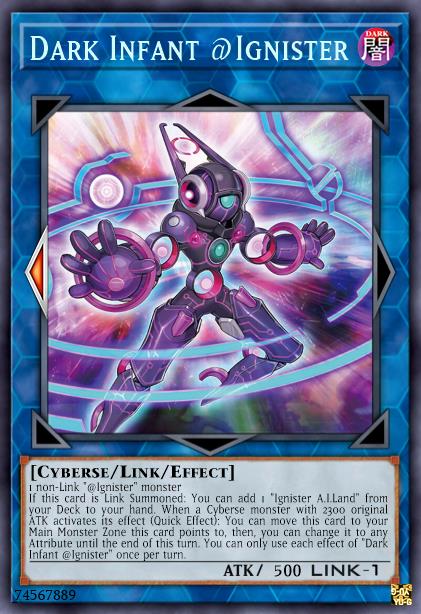 Dark Infant @Ignister
DARK
闇
[Cyberse/Link/Effect]
1 non-Link "@Ignister" monster
If this card is Link Summoned: You can add 1 "Ignister A.I.Land" from
your Deck to your hand. When a Cyberse monster with 2300 original
ATK activates its effect (Quick Effect): You can move this card to your
Main Monster Zone this card points to, then, you can change it to any
Attribute until the end of this turn. You can only use each effect of "Dark
Infant @Ignister" once per turn.
ATK/ 500 LINK-1
74567889